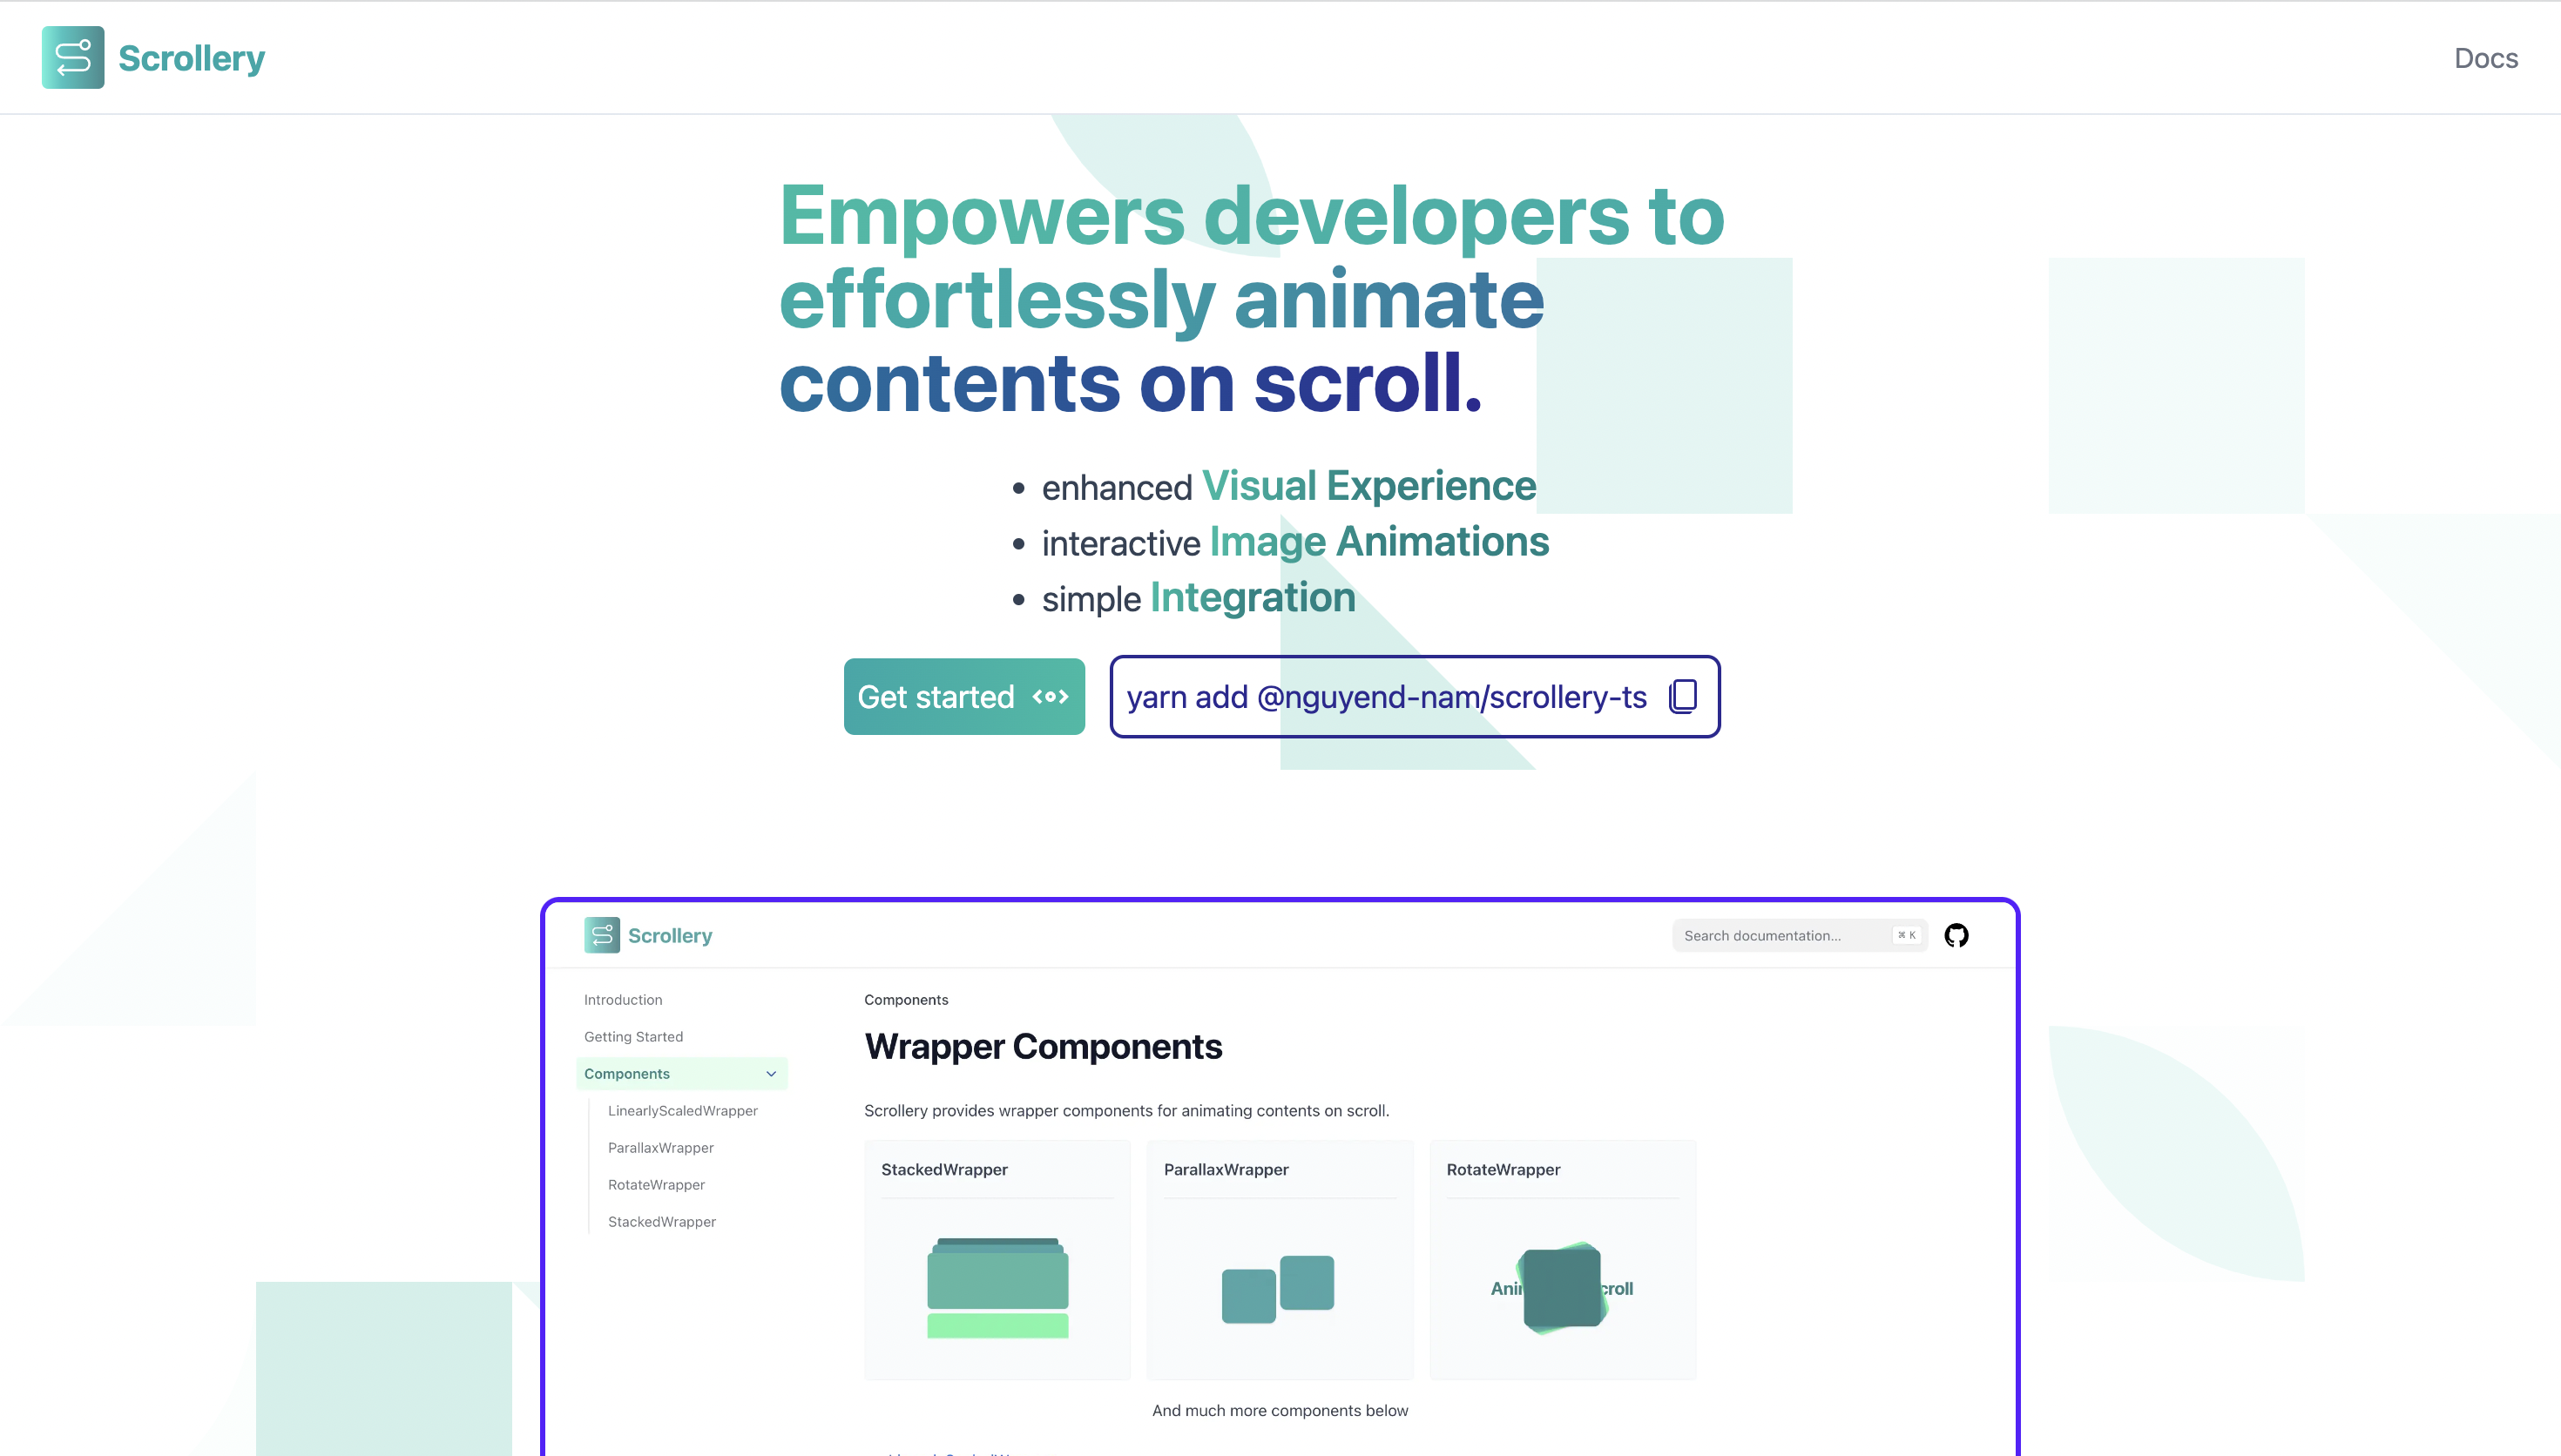 Scrollery
Docs
Empowers developers to
effortlessly animate
contents on scroll.
• enhanced Visual Experience
• interactive Image Animations
• simple Integration
Get started
yarn add @nguyend-nam/scrollery-ts
Scrollery
Search documentation...
⌘ K
Introduction
Getting Started
Components
LinearlyScaledWrapper
ParallaxWrapper
RotateWrapper
StackedWrapper
Components
Wrapper Components
Scrollery provides wrapper components for animating contents on scroll.
StackedWrapper
ParallaxWrapper
RotateWrapper
And much more components below